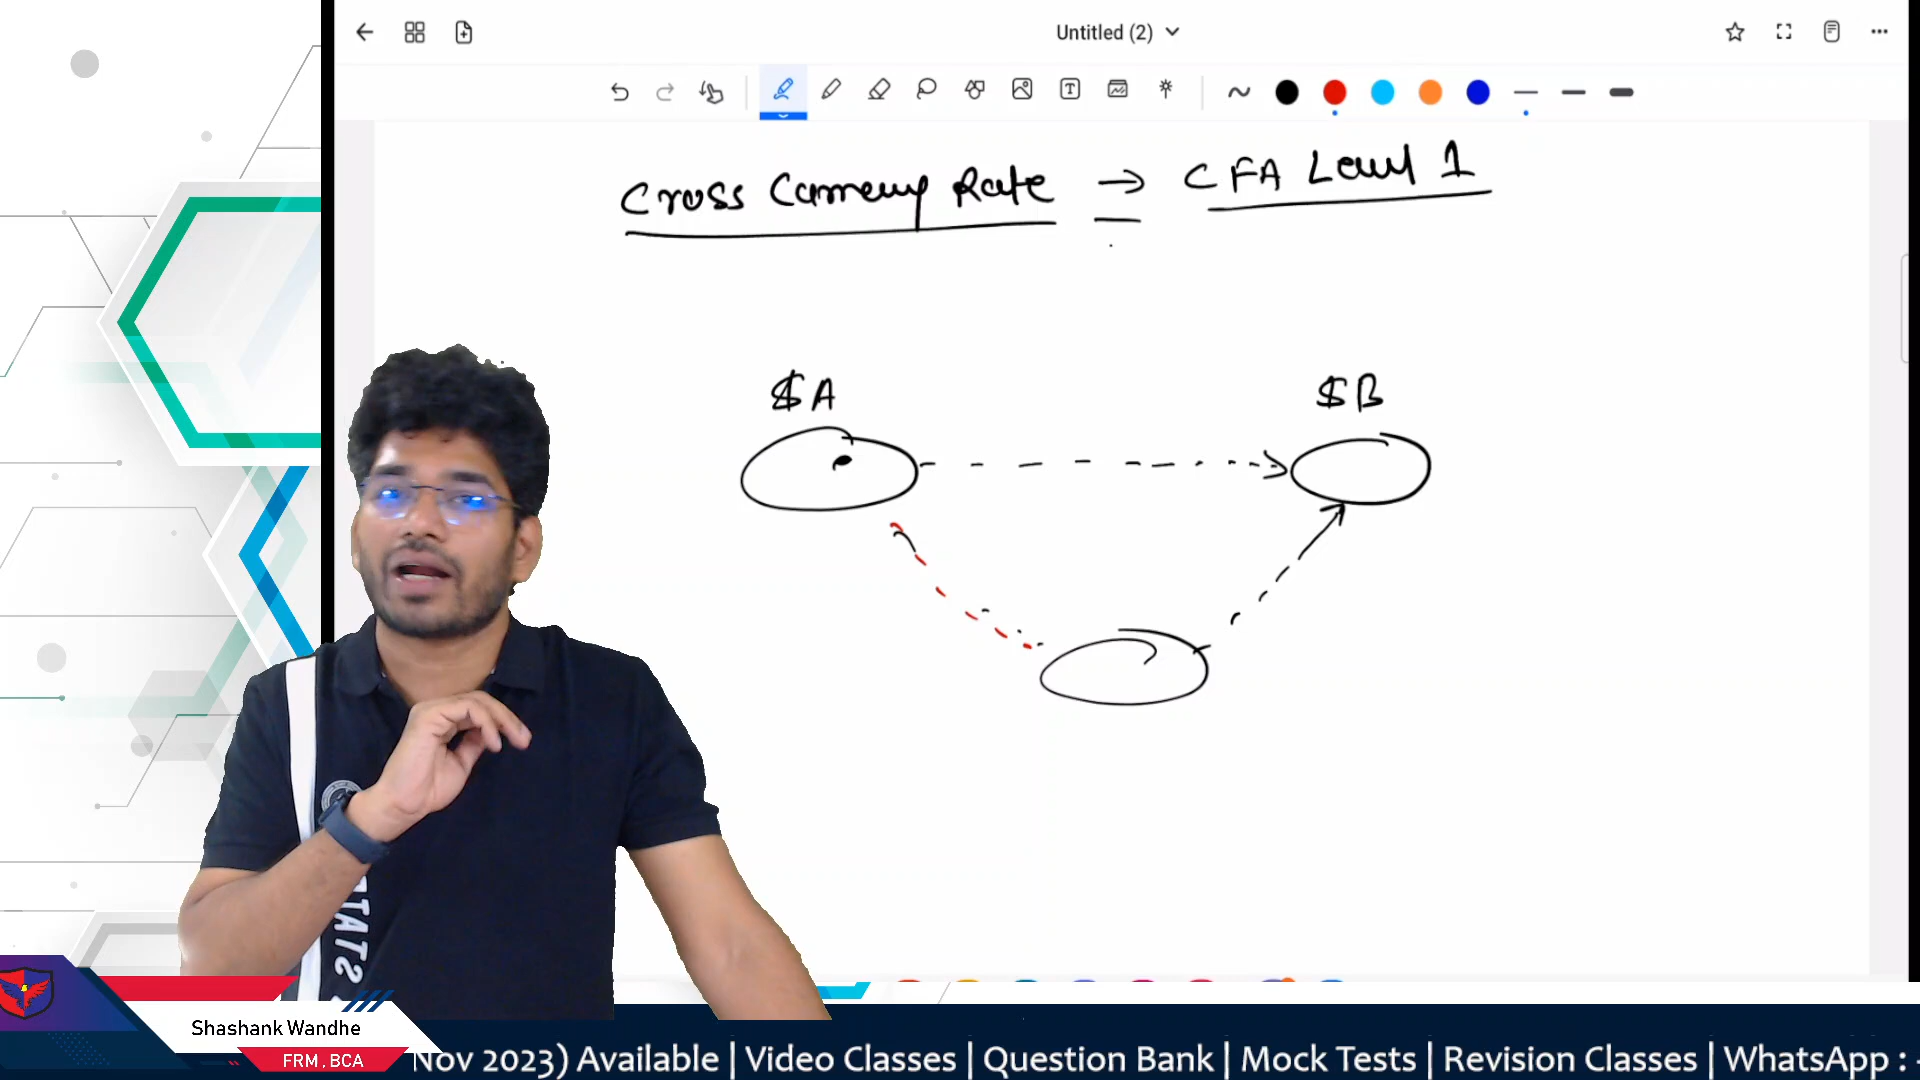 Untitled (2)
Cross Currency Rate → CFA Level 1
$A
$B
TATS
Shashank Wandhe
FRM, BCA
Nov 2023) Available | Video Classes | Question Bank | Mock Tests | Revision Classes | WhatsApp :